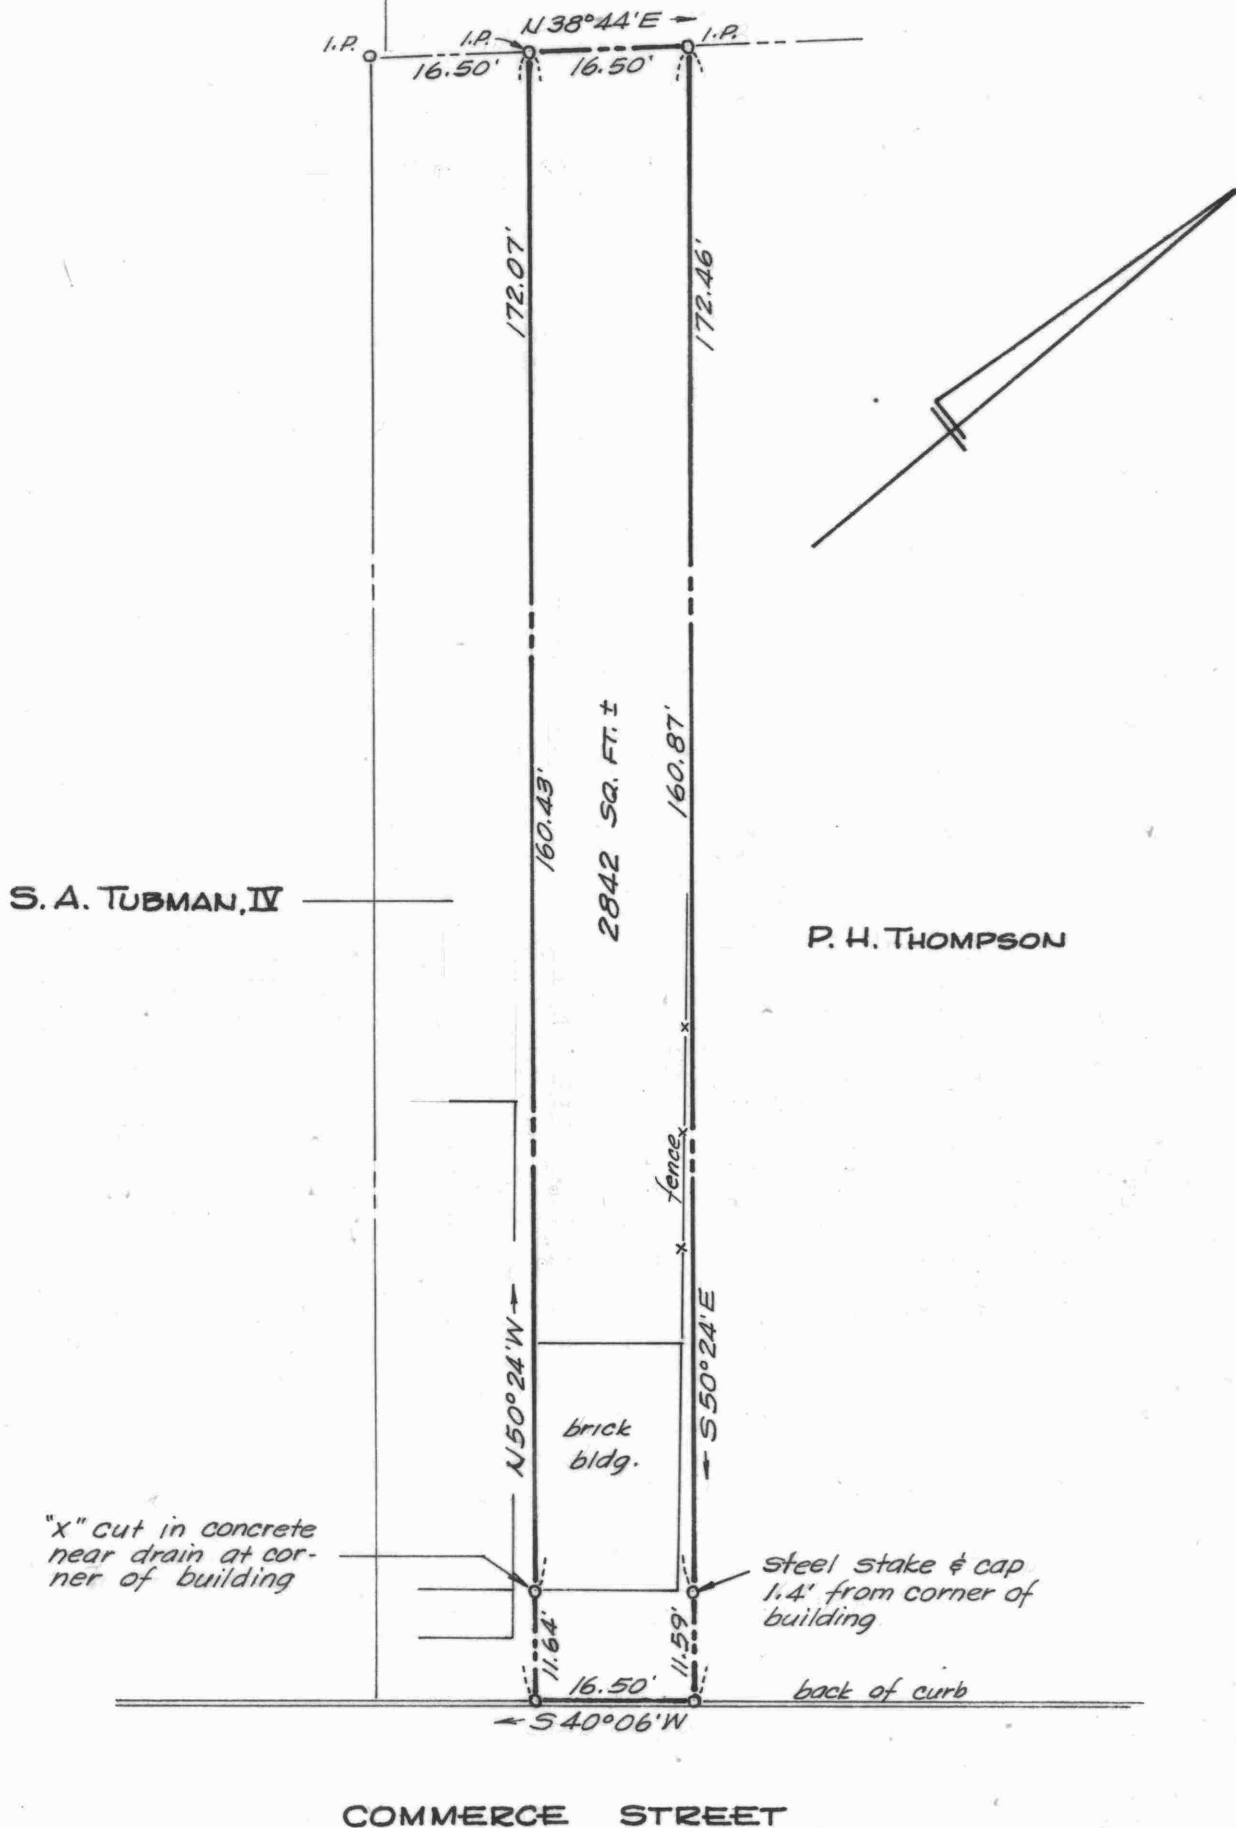 N 38° 44' E
I.P.
I.P.
I.P.
16.50'
16.50'
172.07'
172.46'
160.43'
2842 SQ. FT. ±
160.87'
S. A. TUBMAN, IV
P. H. THOMPSON
fence
N 50° 24' W
S 50° 24' E
brick
bldg.
"x" cut in concrete
near drain at cor-
ner of building
steel stake & cap
1.4' from corner of
building
11.64'
11.59'
16.50'
back of curb
S 40° 06' W
COMMERCE STREET